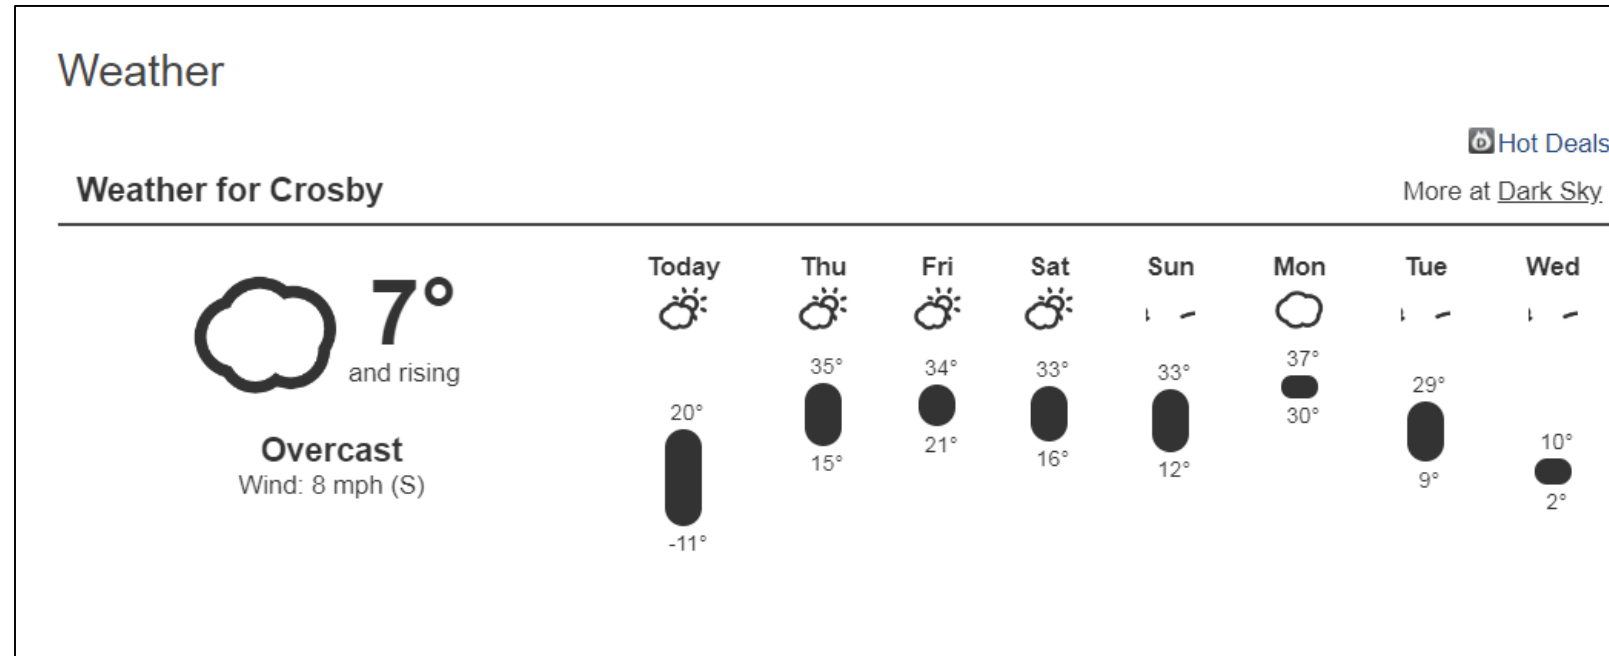 Weather
Hot Deals
Weather for Crosby
More at Dark Sky
7°
and rising
Overcast
Wind: 8 mph (S)
Today Thu Fri Sat Sun Mon Tue Wed
20° 35° 34° 33° 33° 37° 29° 10°
-11° 15° 21° 16° 12° 30° 9° 2°